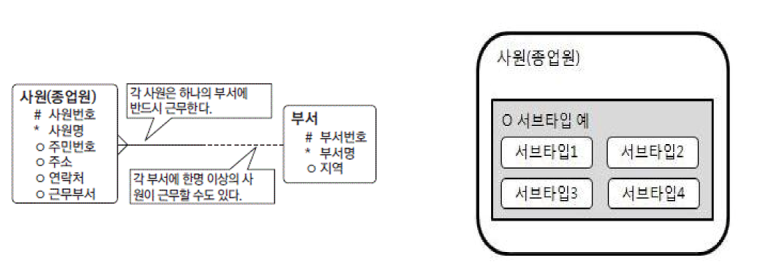 사원(종업원)
# 사원번호
* 사원명
ㅇ 주민번호
ㅇ 주소
ㅇ 연락처
ㅇ 근무부서
각 사원은 하나의 부서에
반드시 근무한다.
각 부서에 한명 이상의 사
원이 근무할 수도 있다.
부서
# 부서번호
* 부서명
ㅇ 지역
사원(종업원)
ㅇ 서브타입 예
서브타입1
서브타입2
서브타입3
서브타입4